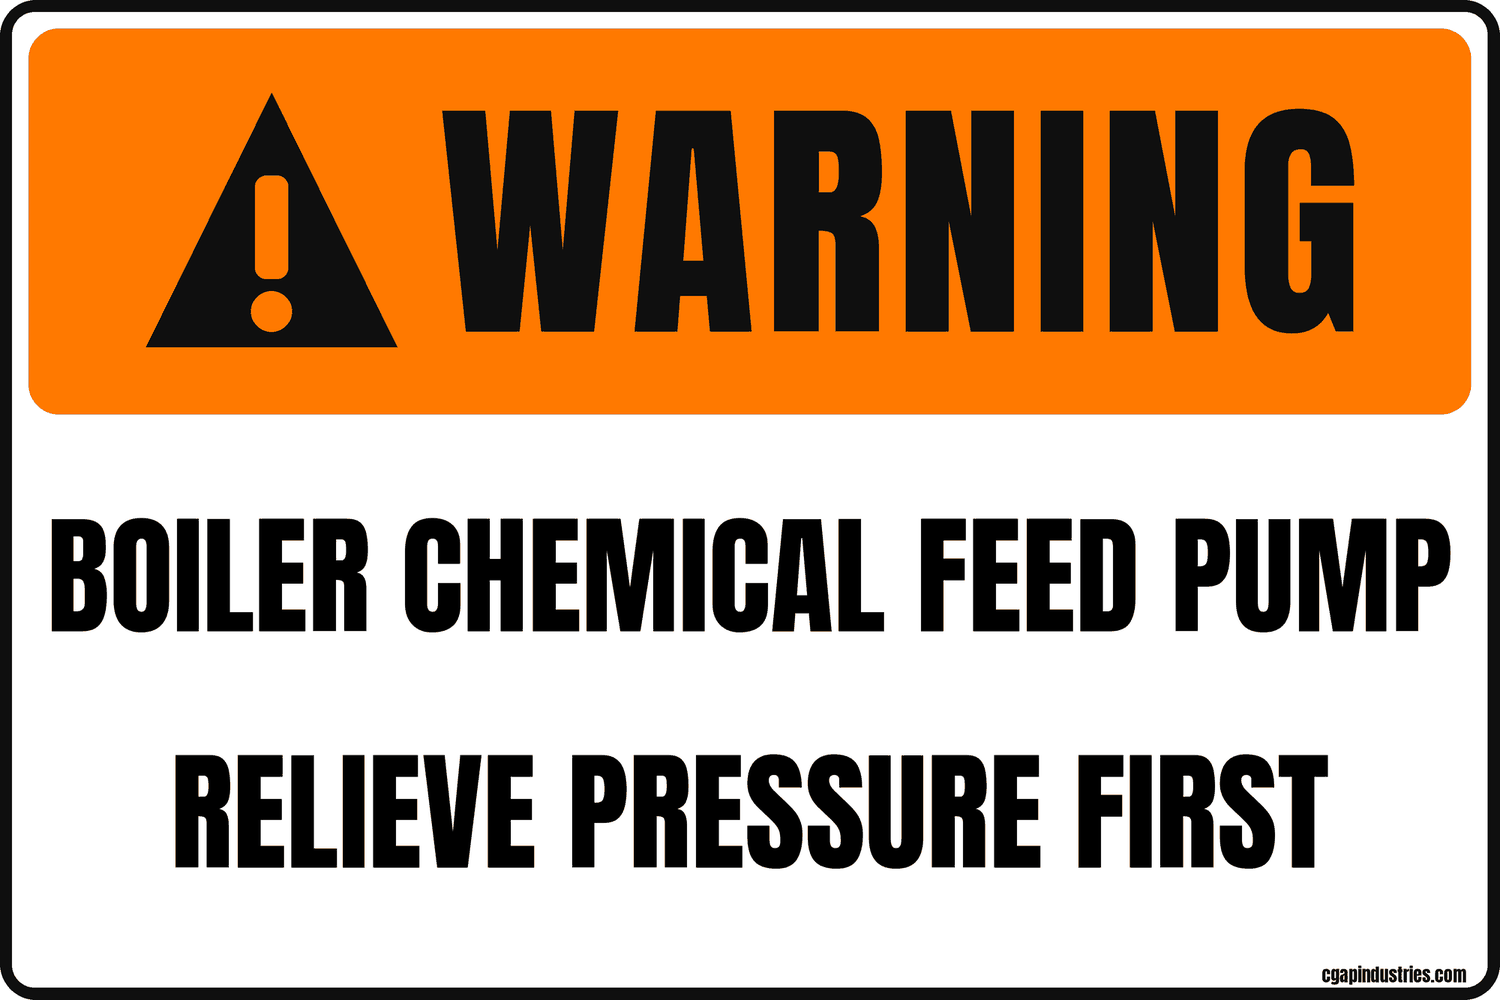 WARNING
BOILER CHEMICAL FEED PUMP
RELIEVE PRESSURE FIRST
cgapindustries.com